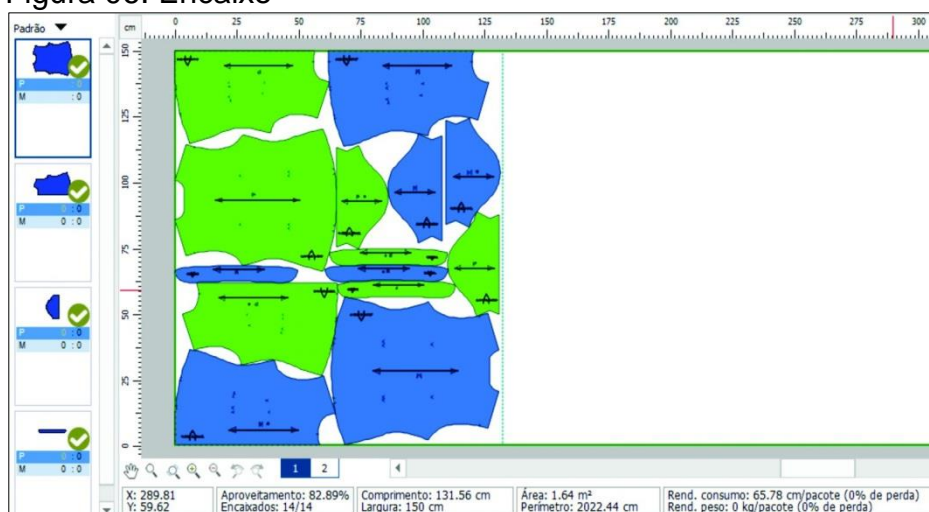 Figura 08: Encaixe
Padrão
cm
0 25 50 75 100 125 150 175 200 225 250 275 300
150
125
100
75
50
25
0
P 0
M : 0
P 0 : 0
M 0 : 0
P 0 : 0
M 0 : 0
P 0 : 0
M 0 : 0
1 2
X: 289.81
Y: 59.62
Aproveitamento: 82.89%
Encaixados: 14/14
Comprimento: 131.56 cm
Largura: 150 cm
Área: 1.64 m²
Perímetro: 2022.44 cm
Rend. consumo: 65.78 cm/pacote (0% de perda)
Rend. peso: 0 kg/pacote (0% de perda)